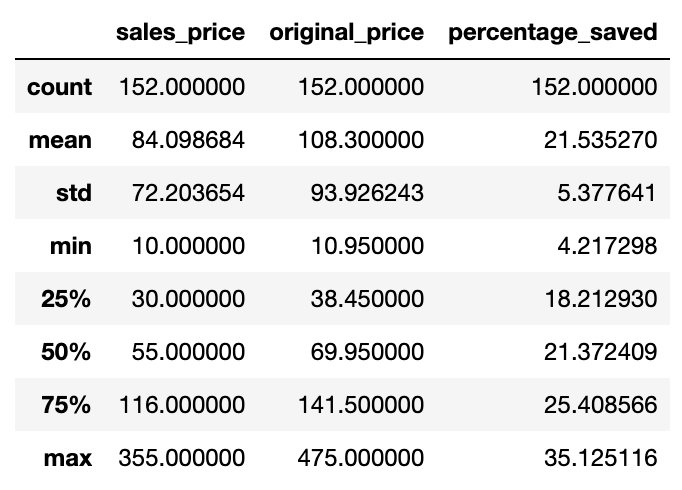 sales_price original_price percentage_saved
count 152.000000 152.000000 152.000000
mean 84.098684 108.300000 21.535270
std 72.203654 93.926243 5.377641
min 10.000000 10.950000 4.217298
25% 30.000000 38.450000 18.212930
50% 55.000000 69.950000 21.372409
75% 116.000000 141.500000 25.408566
max 355.000000 475.000000 35.125116